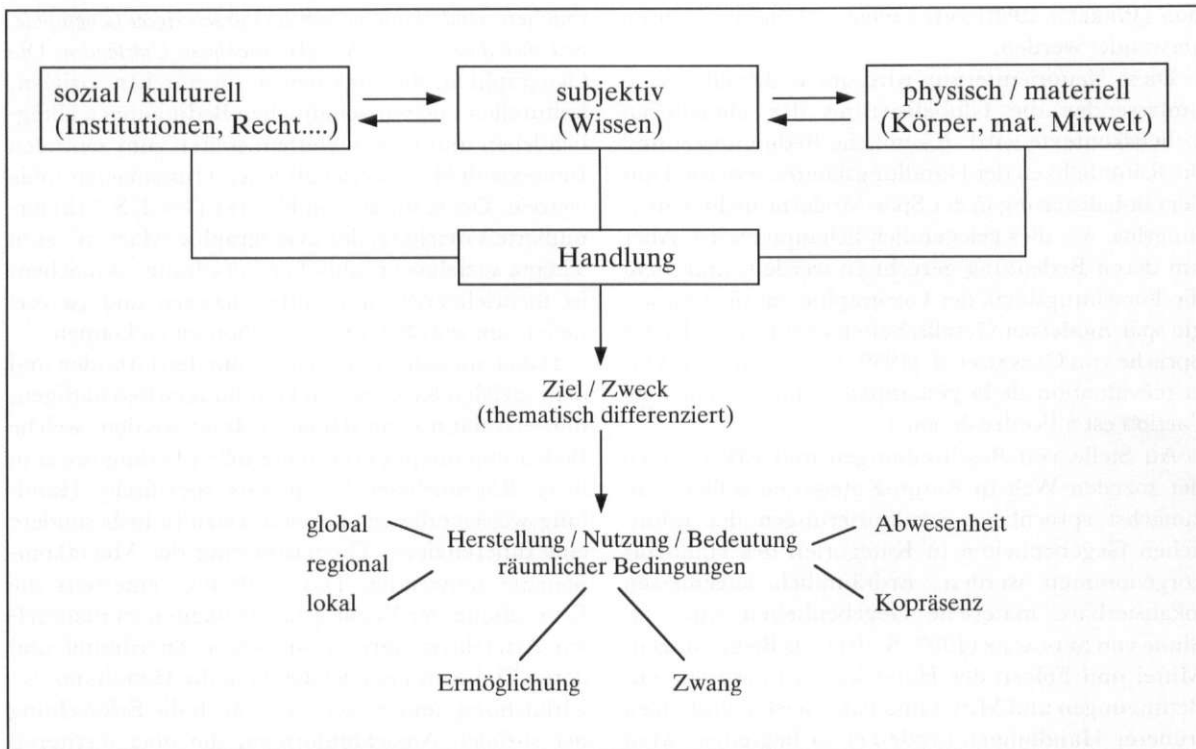 sozial / kulturell
(Institutionen, Recht....)
subjektiv
(Wissen)
physisch / materiell
(Körper, mat. Mitwelt)
Handlung
Ziel / Zweck
(thematisch differenziert)
global
regional
lokal
Herstellung / Nutzung / Bedeutung
räumlicher Bedingungen
Abwesenheit
Kopräsenz
Ermöglichung
Zwang